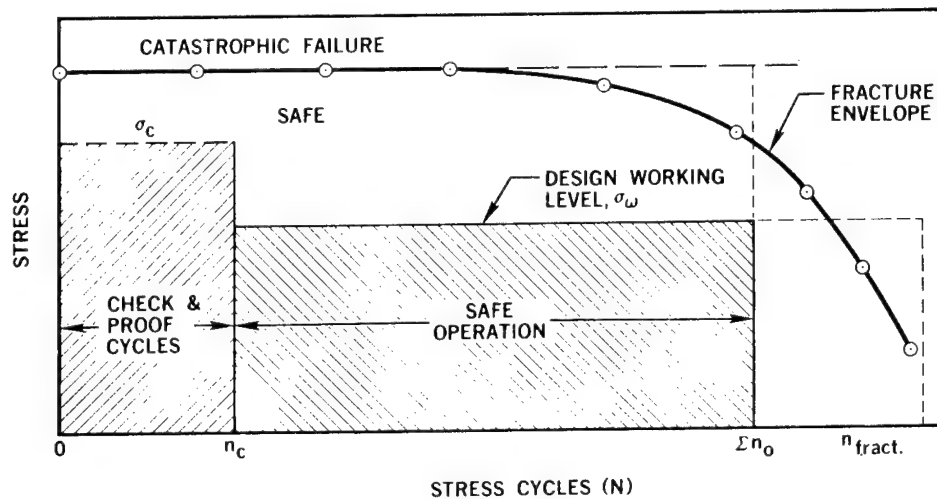 CATASTROPHIC FAILURE
SAFE
FRACTURE
ENVELOPE
σc
DESIGN WORKING
LEVEL, σω
STRESS
CHECK &
PROOF
CYCLES
SAFE
OPERATION
0
nc
Σno
nfract.
STRESS CYCLES (N)